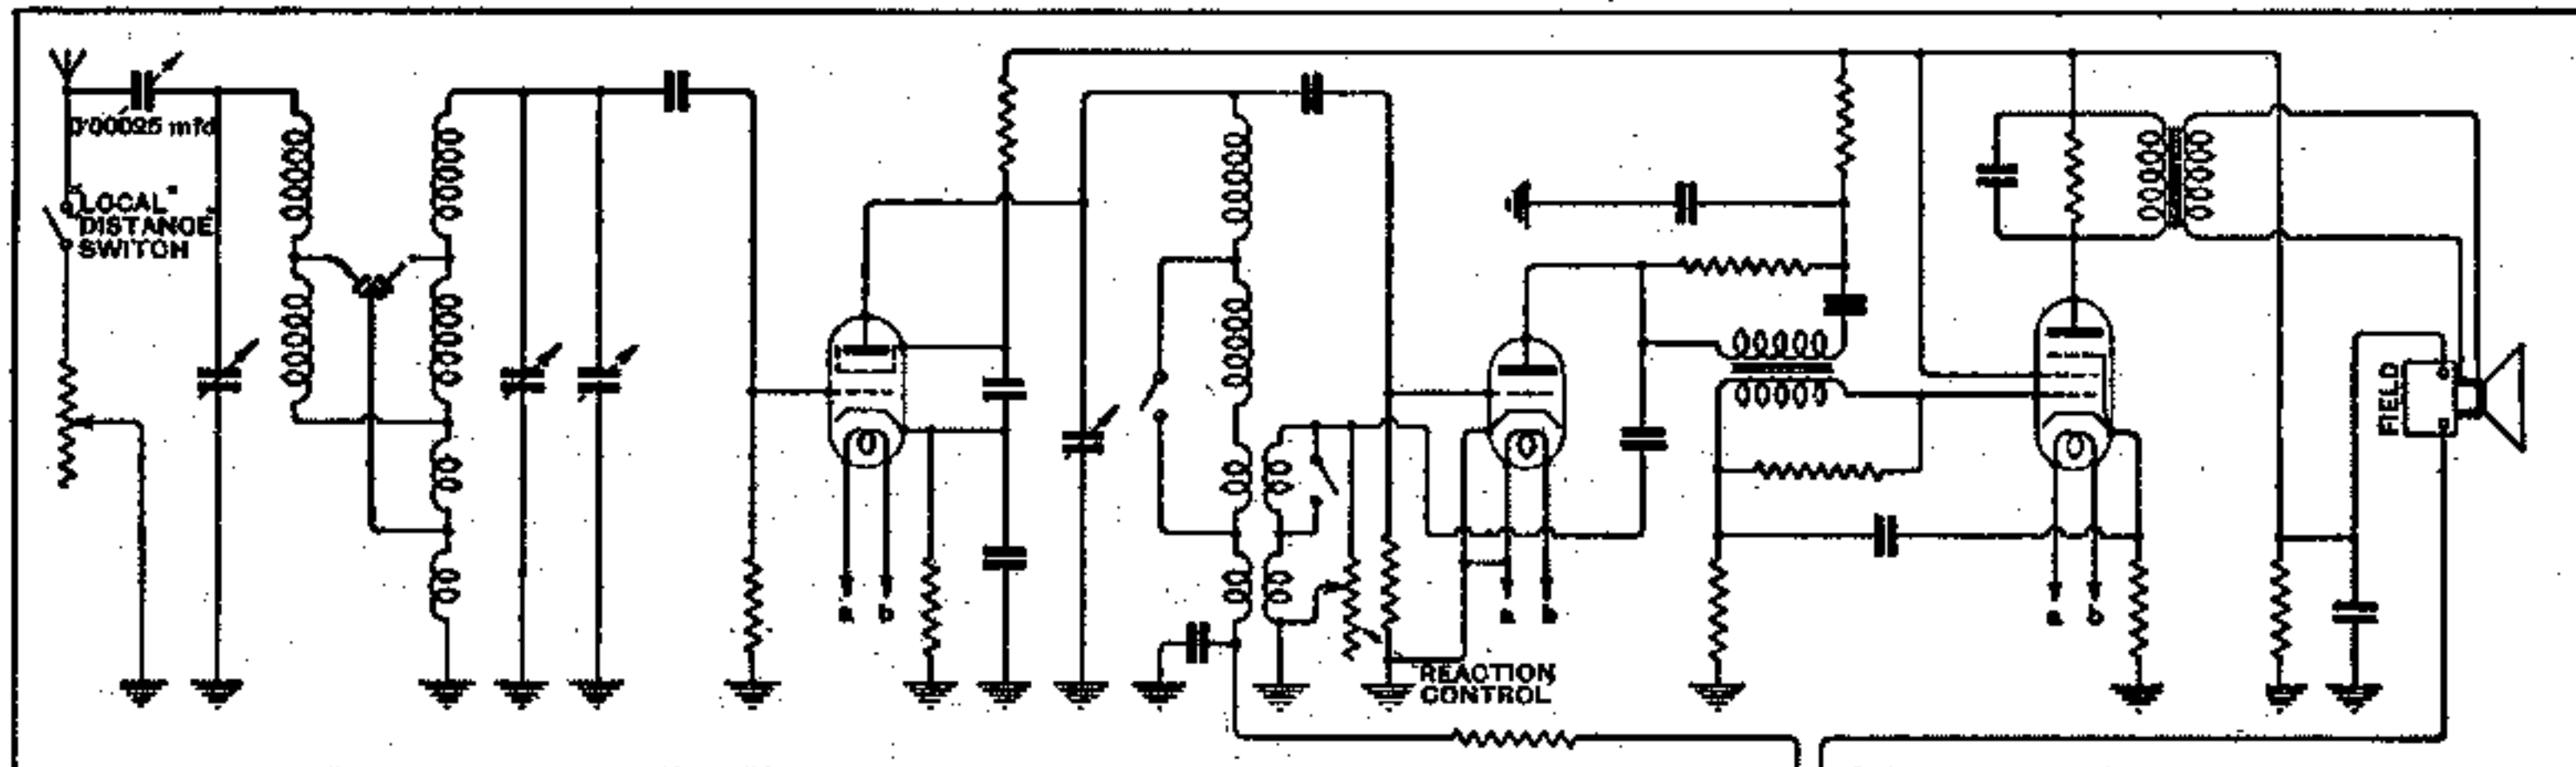 0'00025 mfd
"LOCAL"
DISTANCE
SWITCH
a b
a b
REACTION
CONTROL
a b
FIELD